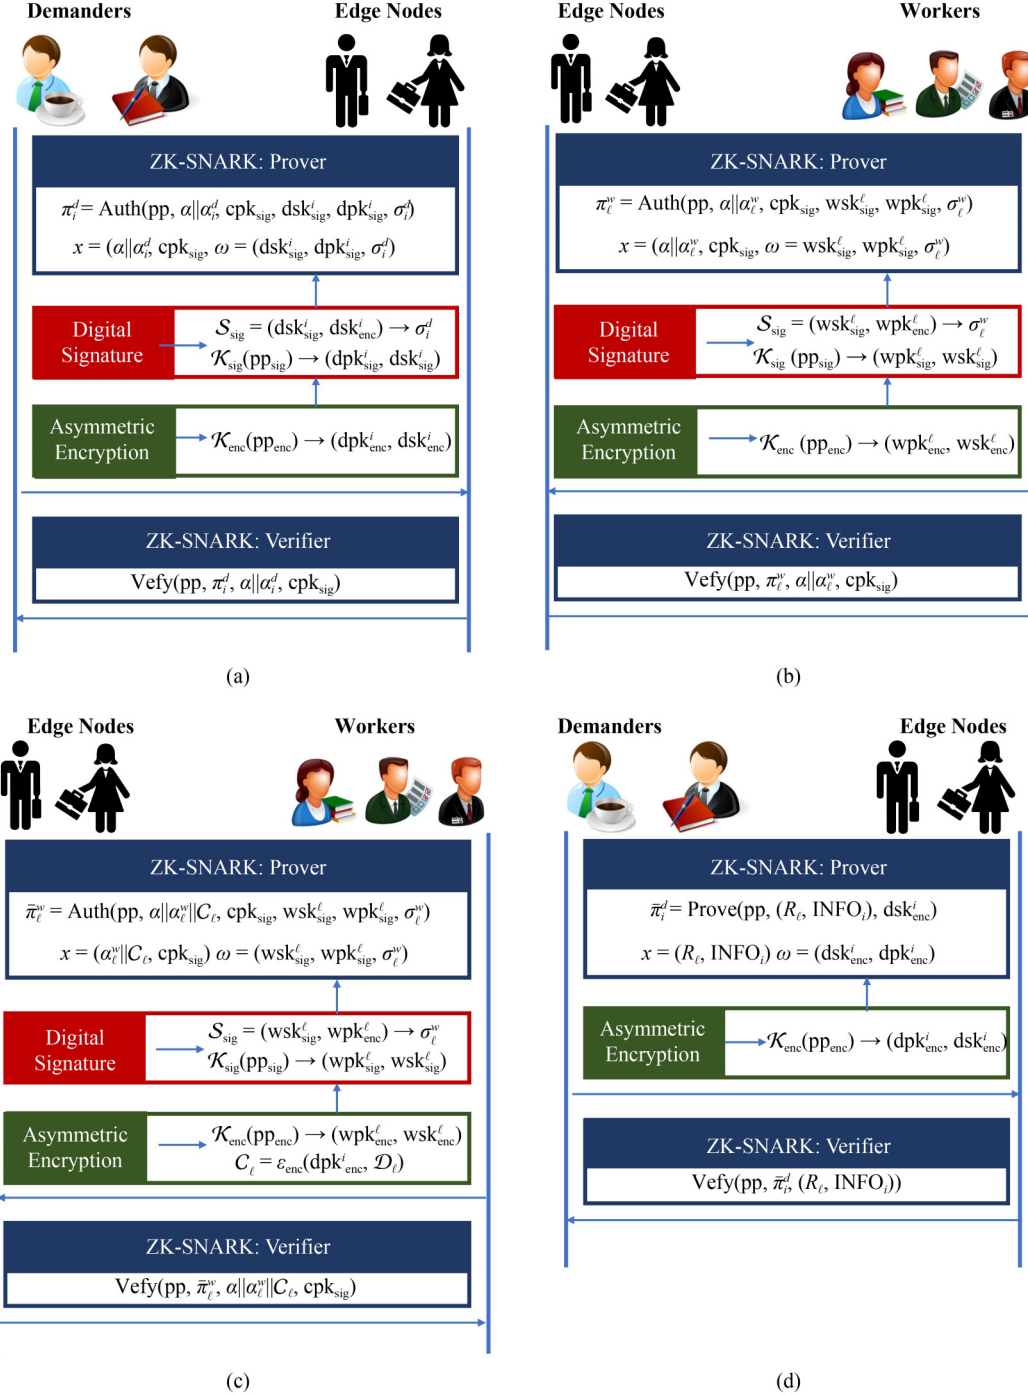 Demanders
Edge Nodes
ZK-SNARK: Prover
π_i^d = Auth(pp, α||α_i^d, cpk_sig, dsk_sig^i, dpk_sig^i, σ_i^d)
x = (α||α_i^d, cpk_sig, ω = (dsk_sig^i, dpk_sig^i, σ_i^d)
Digital Signature
𝒮_sig = (dsk_sig^i, dsk_enc^i) → σ_i^d
𝒦_sig(pp_sig) → (dpk_sig^i, dsk_sig^i)
Asymmetric Encryption
𝒦_enc(pp_enc) → (dpk_enc^i, dsk_enc^i)
ZK-SNARK: Verifier
Vefy(pp, π_i^d, α||α_i^d, cpk_sig)
(a)
Edge Nodes
Workers
ZK-SNARK: Prover
π_ℓ^w = Auth(pp, α||α_ℓ^w, cpk_sig, wsk_sig^ℓ, wpk_sig^ℓ, σ_ℓ^w)
x = (α||α_ℓ^w, cpk_sig, ω = wsk_sig^ℓ, wpk_sig^ℓ, σ_ℓ^w)
Digital Signature
𝒮_sig = (wsk_sig^ℓ, wpk_enc^ℓ) → σ_ℓ^w
𝒦_sig (pp_sig) → (wpk_sig^ℓ, wsk_sig^ℓ)
Asymmetric Encryption
𝒦_enc (pp_enc) → (wpk_enc^ℓ, wsk_enc^ℓ)
ZK-SNARK: Verifier
Vefy(pp, π_ℓ^w, α||α_ℓ^w, cpk_sig)
(b)
Edge Nodes
Workers
ZK-SNARK: Prover
π̄_ℓ^w = Auth(pp, α||α_ℓ^w||𝒞_ℓ, cpk_sig, wsk_sig^ℓ, wpk_sig^ℓ, σ_ℓ^w)
x = (α_ℓ^w||𝒞_ℓ, cpk_sig) ω = (wsk_sig^ℓ, wpk_sig^ℓ, σ_ℓ^w)
Digital Signature
𝒮_sig = (wsk_sig^ℓ, wpk_enc^ℓ) → σ_ℓ^w
𝒦_sig(pp_sig) → (wpk_sig^ℓ, wsk_sig^ℓ)
Asymmetric Encryption
𝒦_enc(pp_enc) → (wpk_enc^ℓ, wsk_enc^ℓ)
𝒞_ℓ = ε_enc(dpk_enc^i, 𝒟_ℓ)
ZK-SNARK: Verifier
Vefy(pp, π̄_ℓ^w, α||α_ℓ^w||𝒞_ℓ, cpk_sig)
(c)
Demanders
Edge Nodes
ZK-SNARK: Prover
π̄_i^d = Prove(pp, (R_ℓ, INFO_i), dsk_enc^i)
x = (R_ℓ, INFO_i) ω = (dsk_enc^i, dpk_enc^i)
Asymmetric Encryption
𝒦_enc(pp_enc) → (dpk_enc^i, dsk_enc^i)
ZK-SNARK: Verifier
Vefy(pp, π̄_i^d, (R_ℓ, INFO_i))
(d)